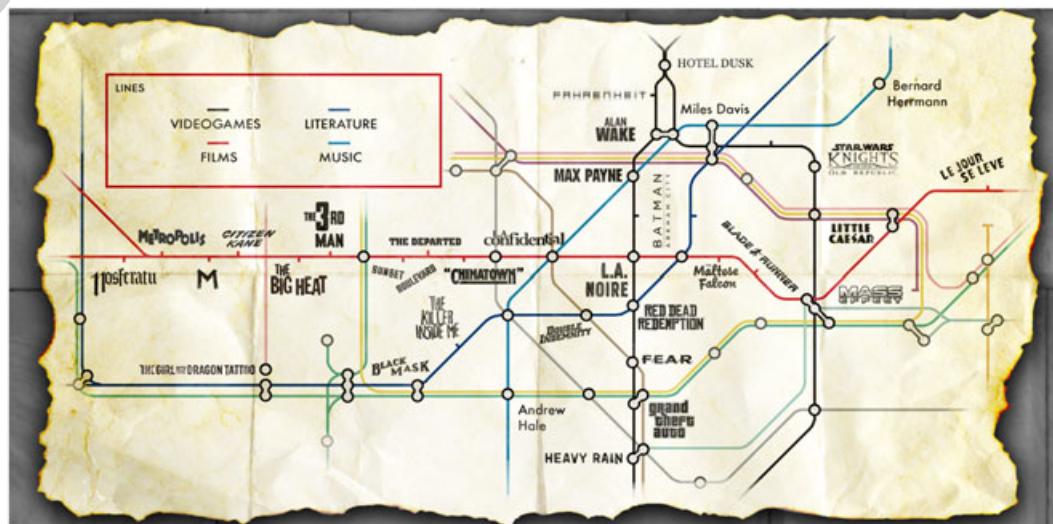 LINES
VIDEOGAMES
LITERATURE
FILMS
MUSIC
HOTEL DUSK
FAHRENHEIT
Miles Davis
Bernard
Herrmann
ALAN
WAKE
STAR WARS
KNIGHTS
OF THE
OLD REPUBLIC
MAX PAYNE
BATMAN
ARKHAM CITY
LE JOUR
SE LEVE
METROPOLIS
CITIZEN
KANE
THE 3RD
MAN
THE DEPARTED
L.A.
confidential
LITTLE
CAESAR
nosferatu
M
THE
BIG HEAT
SUNSET
BOULEVARD
"CHINATOWN"
L.A.
NOIRE
The
Maltese
Falcon
BLADE RUNNER
MASS
EFFECT
THE
KILLER
INSIDE ME
DOUBLE
INDEMNITY
RED DEAD
REDEMPTION
THE GIRL WITH THE DRAGON TATTOO
BLACK
MASK
FEAR
Andrew
Hale
grand
theft
auto
HEAVY RAIN